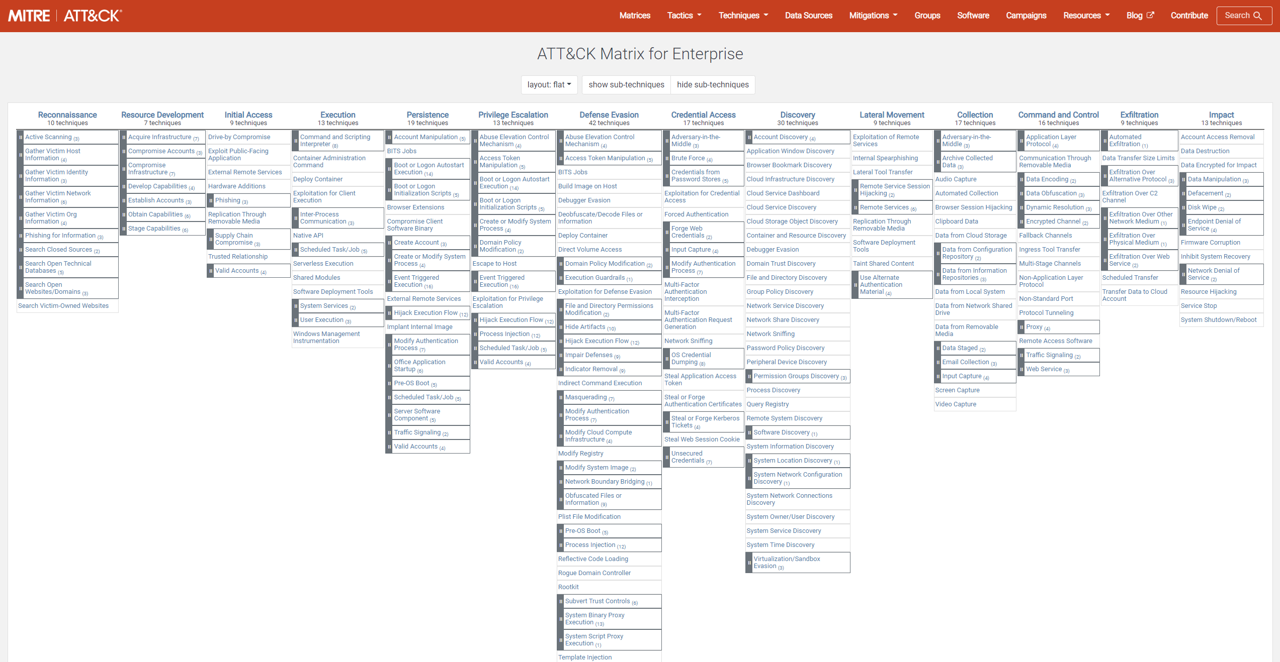 MITRE | ATT&CK®
Matrices
Tactics
Techniques
Data Sources
Mitigations
Groups
Software
Campaigns
Resources
Blog
Contribute
Search
ATT&CK Matrix for Enterprise
layout: flat
show sub-techniques
hide sub-techniques
Reconnaissance
10 techniques
Active Scanning (3)
Gather Victim Host
Information (4)
Gather Victim Identity
Information (3)
Gather Victim Network
Information (6)
Gather Victim Org
Information (4)
Phishing for Information (3)
Search Closed Sources (2)
Search Open Technical
Databases (5)
Search Open
Websites/Domains (3)
Search Victim-Owned Websites
Resource Development
7 techniques
Acquire Infrastructure (7)
Compromise Accounts (3)
Compromise
Infrastructure (7)
Develop Capabilities (4)
Establish Accounts (3)
Obtain Capabilities (6)
Stage Capabilities (6)
Initial Access
9 techniques
Drive-by Compromise
Exploit Public-Facing
Application
External Remote Services
Hardware Additions
Phishing (3)
Replication Through
Removable Media
Supply Chain
Compromise (3)
Trusted Relationship
Valid Accounts (4)
Execution
13 techniques
Command and Scripting
Interpreter (8)
Container Administration
Command
Deploy Container
Exploitation for Client
Execution
Inter-Process
Communication (3)
Native API
Scheduled Task/Job (5)
Serverless Execution
Shared Modules
Software Deployment Tools
System Services (2)
User Execution (3)
Windows Management
Instrumentation
Persistence
19 techniques
Account Manipulation (5)
BITS Jobs
Boot or Logon Autostart
Execution (14)
Boot or Logon
Initialization Scripts (5)
Browser Extensions
Compromise Client
Software Binary
Create Account (3)
Create or Modify System
Process (4)
Event Triggered
Execution (16)
External Remote Services
Hijack Execution Flow (12)
Implant Internal Image
Modify Authentication
Process (7)
Office Application
Startup (6)
Pre-OS Boot (5)
Scheduled Task/Job (5)
Server Software
Component (5)
Traffic Signaling (2)
Valid Accounts (4)
Privilege Escalation
13 techniques
Abuse Elevation Control
Mechanism (4)
Access Token
Manipulation (5)
Boot or Logon Autostart
Execution (14)
Boot or Logon
Initialization Scripts (5)
Create or Modify System
Process (4)
Domain Policy
Modification (2)
Escape to Host
Event Triggered
Execution (16)
Exploitation for Privilege
Escalation
Hijack Execution Flow (12)
Process Injection (12)
Scheduled Task/Job (5)
Valid Accounts (4)
Defense Evasion
42 techniques
Abuse Elevation Control
Mechanism (4)
Access Token Manipulation (5)
BITS Jobs
Build Image on Host
Debugger Evasion
Deobfuscate/Decode Files or
Information
Deploy Container
Direct Volume Access
Domain Policy Modification (2)
Execution Guardrails (1)
Exploitation for Defense Evasion
File and Directory Permissions
Modification (2)
Hide Artifacts (10)
Hijack Execution Flow (12)
Impair Defenses (9)
Indicator Removal (9)
Indirect Command Execution
Masquerading (7)
Modify Authentication
Process (7)
Modify Cloud Compute
Infrastructure (4)
Modify Registry
Modify System Image (2)
Network Boundary Bridging (1)
Obfuscated Files or
Information (9)
Plist File Modification
Pre-OS Boot (5)
Process Injection (12)
Reflective Code Loading
Rogue Domain Controller
Rootkit
Subvert Trust Controls (6)
System Binary Proxy
Execution (13)
System Script Proxy
Execution (1)
Template Injection
Credential Access
17 techniques
Adversary-in-the-
Middle (3)
Brute Force (4)
Credentials from
Password Stores (5)
Exploitation for Credential
Access
Forced Authentication
Forge Web
Credentials (2)
Input Capture (4)
Modify Authentication
Process (7)
Multi-Factor
Authentication
Interception
Multi-Factor
Authentication Request
Generation
Network Sniffing
OS Credential
Dumping (8)
Steal Application Access
Token
Steal or Forge
Authentication Certificates
Steal or Forge Kerberos
Tickets (4)
Steal Web Session Cookie
Unsecured
Credentials (7)
Discovery
30 techniques
Account Discovery (4)
Application Window Discovery
Browser Bookmark Discovery
Cloud Infrastructure Discovery
Cloud Service Dashboard
Cloud Service Discovery
Cloud Storage Object Discovery
Container and Resource Discovery
Debugger Evasion
Domain Trust Discovery
File and Directory Discovery
Group Policy Discovery
Network Service Discovery
Network Share Discovery
Network Sniffing
Password Policy Discovery
Peripheral Device Discovery
Permission Groups Discovery (3)
Process Discovery
Query Registry
Remote System Discovery
Software Discovery (1)
System Information Discovery
System Location Discovery (1)
System Network Configuration
Discovery (1)
System Network Connections
Discovery
System Owner/User Discovery
System Service Discovery
System Time Discovery
Virtualization/Sandbox
Evasion (3)
Lateral Movement
9 techniques
Exploitation of Remote
Services
Internal Spearphishing
Lateral Tool Transfer
Remote Service Session
Hijacking (2)
Remote Services (6)
Replication Through
Removable Media
Software Deployment
Tools
Taint Shared Content
Use Alternate
Authentication
Material (4)
Collection
17 techniques
Adversary-in-the-
Middle (3)
Archive Collected
Data (3)
Audio Capture
Automated Collection
Browser Session Hijacking
Clipboard Data
Data from Cloud Storage
Data from Configuration
Repository (2)
Data from Information
Repositories (3)
Data from Local System
Data from Network Shared
Drive
Data from Removable
Media
Data Staged (2)
Email Collection (3)
Input Capture (4)
Screen Capture
Video Capture
Command and Control
16 techniques
Application Layer
Protocol (4)
Communication Through
Removable Media
Data Encoding (2)
Data Obfuscation (3)
Dynamic Resolution (3)
Encrypted Channel (2)
Fallback Channels
Ingress Tool Transfer
Multi-Stage Channels
Non-Application Layer
Protocol
Non-Standard Port
Protocol Tunneling
Proxy (4)
Remote Access Software
Traffic Signaling (2)
Web Service (3)
Exfiltration
9 techniques
Automated
Exfiltration (1)
Data Transfer Size Limits
Exfiltration Over
Alternative Protocol (3)
Exfiltration Over C2
Channel
Exfiltration Over Other
Network Medium (1)
Exfiltration Over
Physical Medium (1)
Exfiltration Over Web
Service (2)
Scheduled Transfer
Transfer Data to Cloud
Account
Impact
13 techniques
Account Access Removal
Data Destruction
Data Encrypted for Impact
Data Manipulation (3)
Defacement (2)
Disk Wipe (2)
Endpoint Denial of
Service (4)
Firmware Corruption
Inhibit System Recovery
Network Denial of
Service (2)
Resource Hijacking
Service Stop
System Shutdown/Reboot